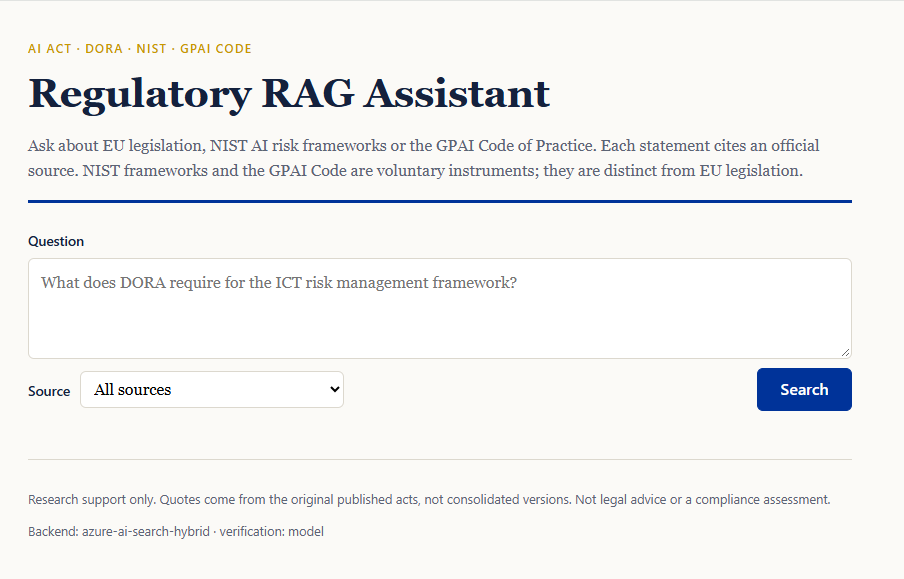 AI ACT · DORA · NIST · GPAI CODE
Regulatory RAG Assistant
Ask about EU legislation, NIST AI risk frameworks or the GPAI Code of Practice. Each statement cites an official
source. NIST frameworks and the GPAI Code are voluntary instruments; they are distinct from EU legislation.
Question
What does DORA require for the ICT risk management framework?
Source All sources Search
Research support only. Quotes come from the original published acts, not consolidated versions. Not legal advice or a compliance assessment.
Backend: azure-ai-search-hybrid · verification: model